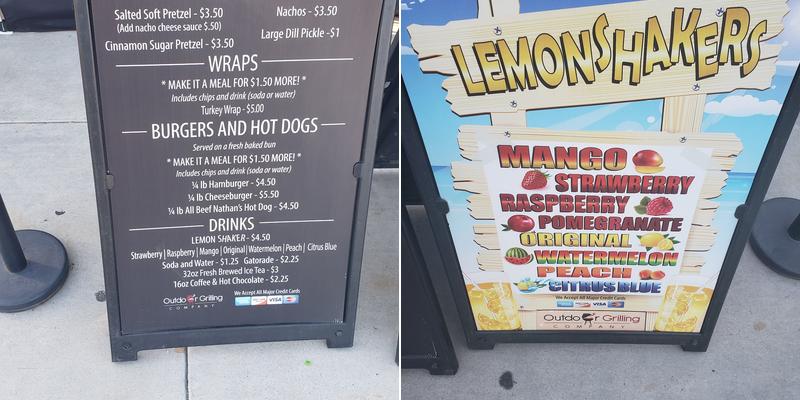 Salted Soft Pretzel - $3.50
(Add nacho cheese sauce $.50)
Cinnamon Sugar Pretzel - $3.50
Nachos - $3.50
Large Dill Pickle -$1
WRAPS
* MAKE IT A MEAL FOR $1.50 MORE! *
Includes chips and drink (soda or water)
Turkey Wrap - $5.00
BURGERS AND HOT DOGS
Served on a fresh baked bun
* MAKE IT A MEAL FOR $1.50 MORE! *
Includes chips and drink (soda or water)
¼ lb Hamburger - $4.50
¼ lb Cheeseburger - $5.50
¼ lb All Beef Nathan's Hot Dog - $4.50
DRINKS
LEMON SHAKER - $4.50
Strawberry | Raspberry | Mango | Original | Watermelon | Peach | Citrus Blue
Soda and Water - $1.25 Gatorade - $2.25
32oz Fresh Brewed Ice Tea - $3
16oz Coffee & Hot Chocolate - $2.25
We Accept All Major Credit Cards
Outdoor Grilling
COMPANY
VISA
LEMONSHAKERS
MANGO
STRAWBERRY
RASPBERRY
POMEGRANATE
ORIGINAL
WATERMELON
PEACH
CITRUS BLUE
We Accept All Major Credit Cards
VISA
Outdoor Grilling
COMPANY